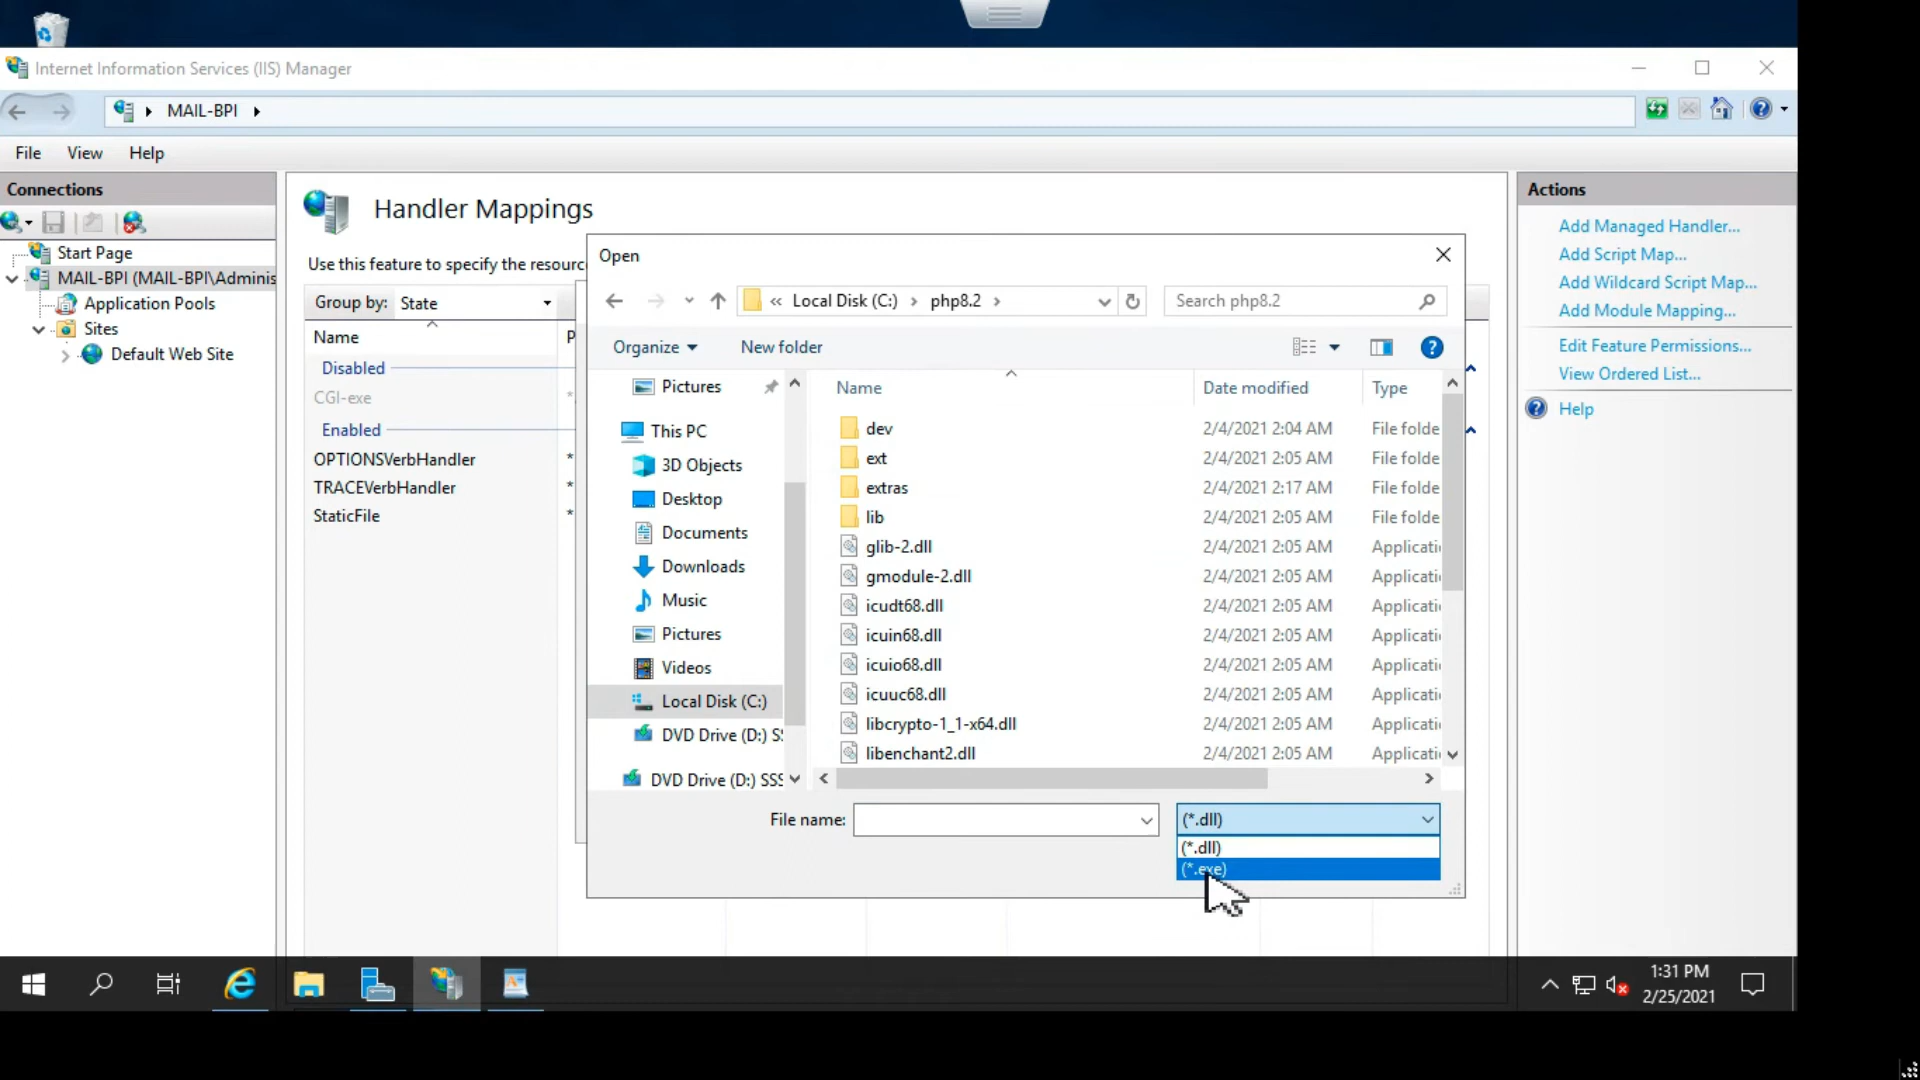 Internet Information Services (IIS) Manager
MAIL-BPI
File View Help
Connections
Start Page
MAIL-BPI (MAIL-BPI\Adminis
Application Pools
Sites
Default Web Site
Handler Mappings
Use this feature to specify the resourc
Group by: State
Name P
Disabled
CGI-exe *
Enabled
OPTIONSVerbHandler *
TRACEVerbHandler *
StaticFile *
Open
« Local Disk (C:) php8.2
Search php8.2
Organize New folder
Pictures
This PC
3D Objects
Desktop
Documents
Downloads
Music
Pictures
Videos
Local Disk (C:)
DVD Drive (D:) S
DVD Drive (D:) SSS
Name Date modified Type
dev 2/4/2021 2:04 AM File folde
ext 2/4/2021 2:05 AM File folde
extras 2/4/2021 2:17 AM File folde
lib 2/4/2021 2:05 AM File folde
glib-2.dll 2/4/2021 2:05 AM Applicati
gmodule-2.dll 2/4/2021 2:05 AM Applicati
icudt68.dll 2/4/2021 2:05 AM Applicati
icuin68.dll 2/4/2021 2:05 AM Applicati
icuio68.dll 2/4/2021 2:05 AM Applicati
icuuc68.dll 2/4/2021 2:05 AM Applicati
libcrypto-1_1-x64.dll 2/4/2021 2:05 AM Applicati
libenchant2.dll 2/4/2021 2:05 AM Applicati
File name: (*.dll)
(*.dll)
(*.exe)
Actions
Add Managed Handler...
Add Script Map...
Add Wildcard Script Map...
Add Module Mapping...
Edit Feature Permissions...
View Ordered List...
Help
1:31 PM
2/25/2021